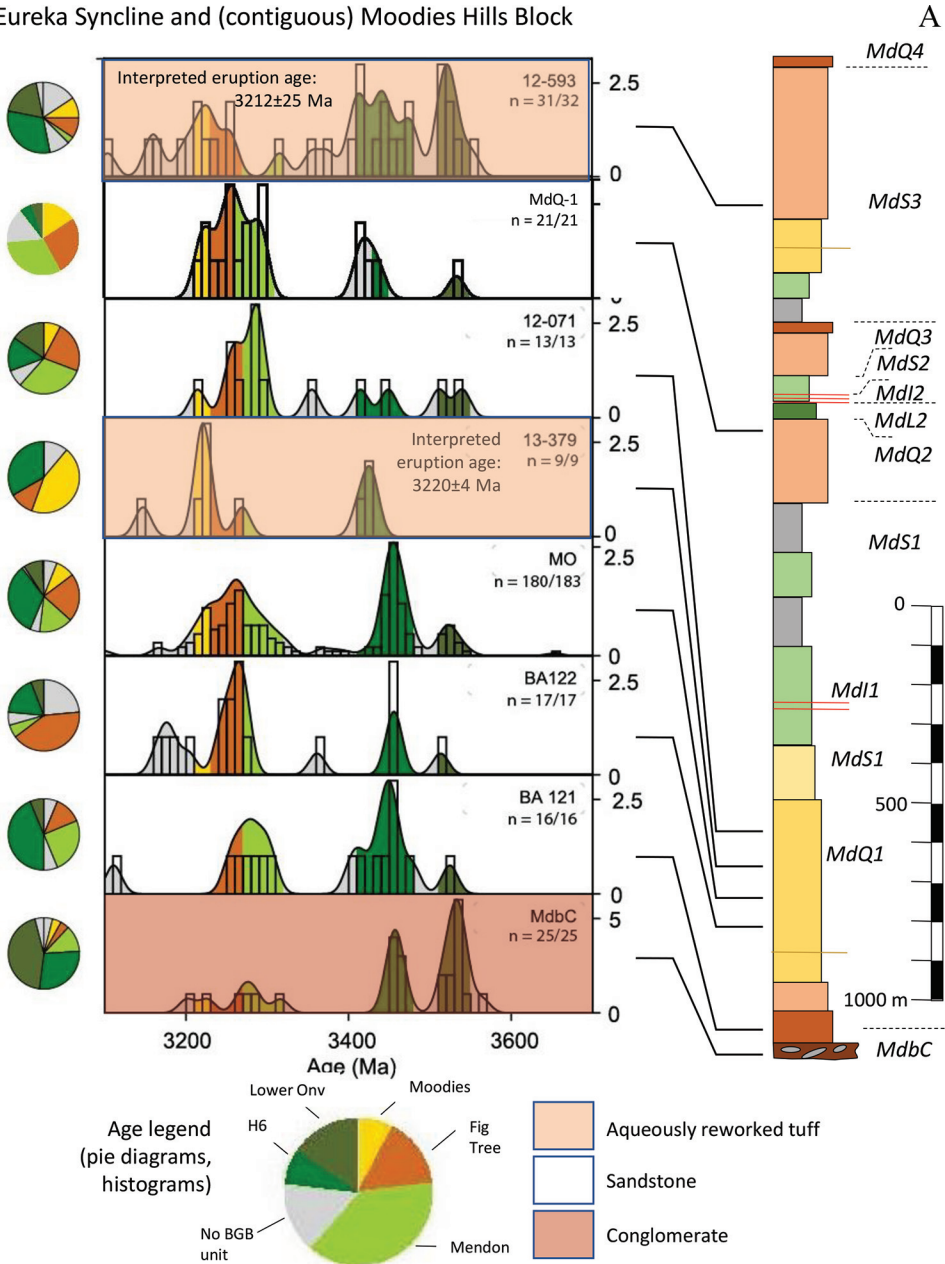 Eureka Syncline and (contiguous) Moodies Hills Block
A
Interpreted eruption age:
3212±25 Ma
12-593
n = 31/32
2.5
0
MdQ-1
n = 21/21
0
12-071
n = 13/13
2.5
0
Interpreted
eruption age:
3220±4 Ma
13-379
n = 9/9
2.5
0
MO
n = 180/183
2.5
0
BA122
n = 17/17
2.5
0
BA 121
n = 16/16
2.5
0
MdbC
n = 25/25
5
0
3200
3400
3600
Age (Ma)
MdQ4
MdS3
MdQ3
MdS2
MdI2
MdL2
MdQ2
MdS1
MdI1
MdS1
MdQ1
MdbC
0
500
1000 m
Age legend
(pie diagrams,
histograms)
Lower Onv
Moodies
H6
Fig
Tree
No BGB
unit
Mendon
Aqueously reworked tuff
Sandstone
Conglomerate